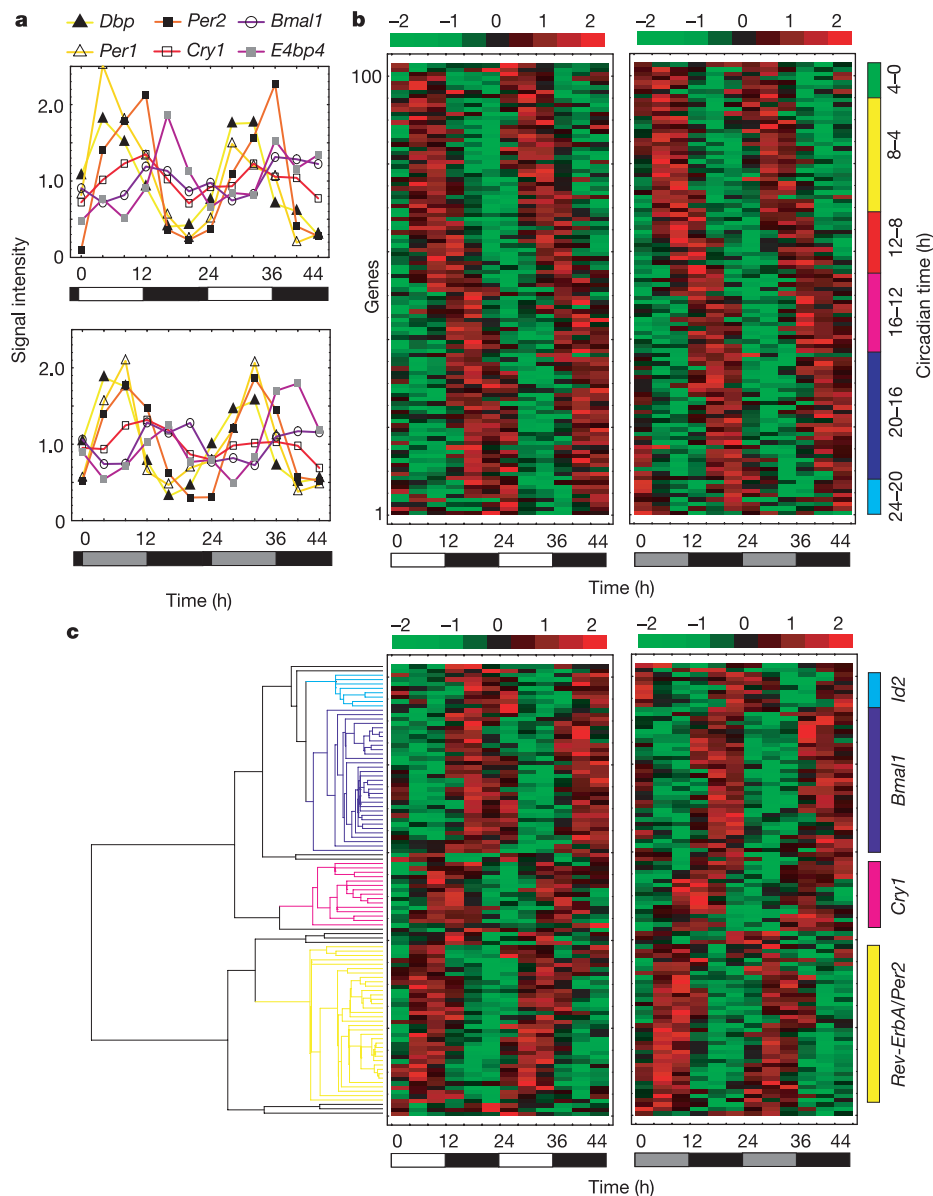 a
Dbp Per2 Bmal1
Per1 Cry1 E4bp4
Signal intensity
2.0
1.0
0
0 12 24 36 44
2.0
1.0
0
0 12 24 36 44
Time (h)
b
–2 –1 0 1 2
–2 –1 0 1 2
100
Genes
1
0 12 24 36 44
0 12 24 36 44
Time (h)
4–0
8–4
12–8
16–12
20–16
24–20
Circadian time (h)
c
–2 –1 0 1 2
–2 –1 0 1 2
Id2
Bmal1
Cry1
Rev-ErbA/Per2
0 12 24 36 44
0 12 24 36 44
Time (h)